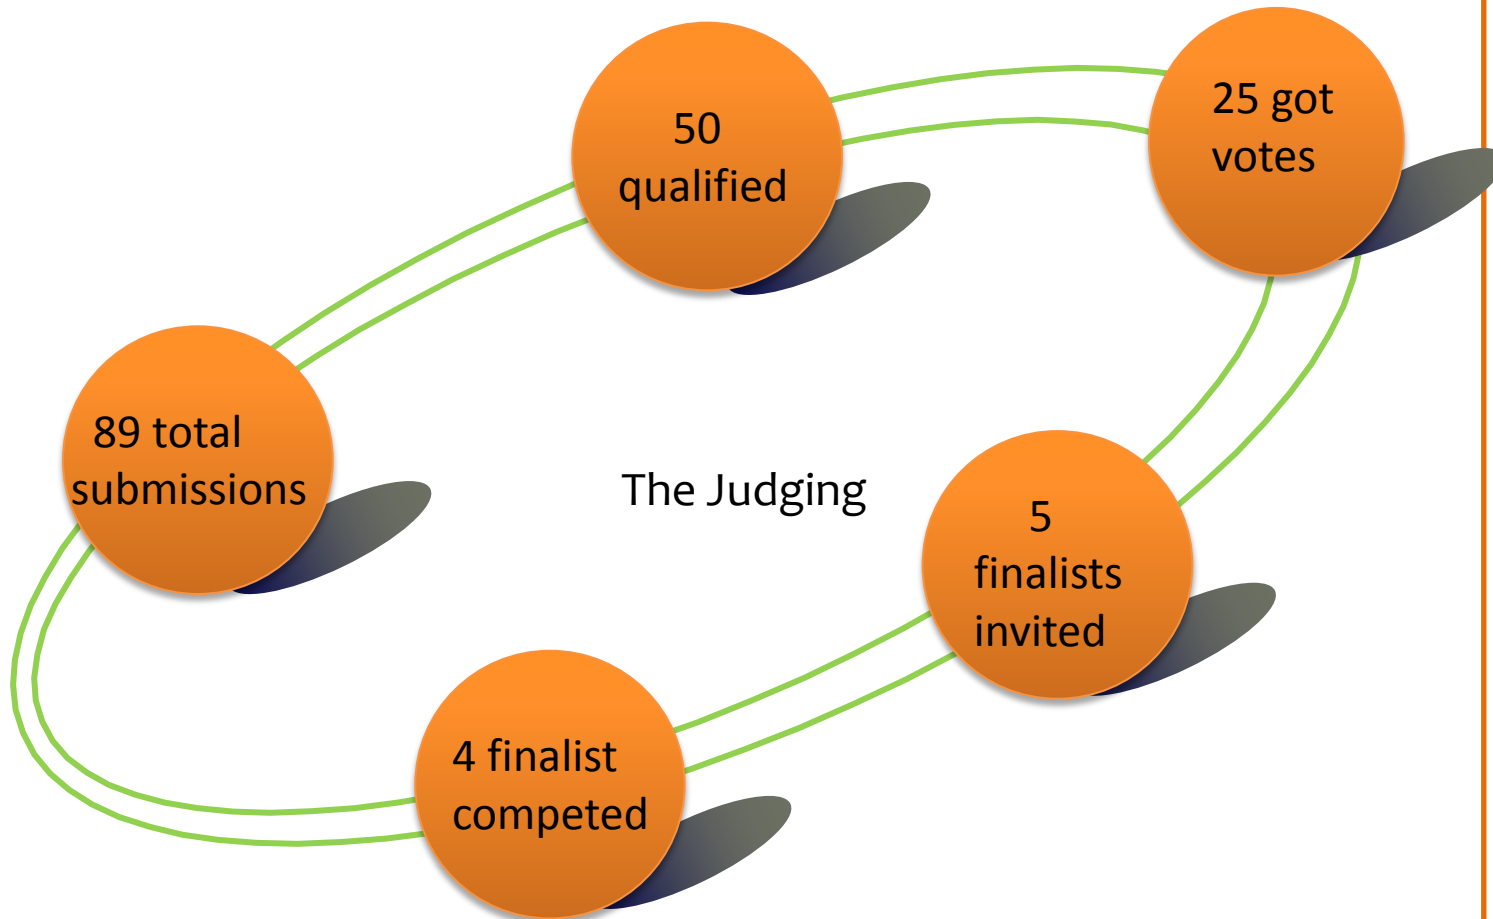 89 total
submissions
50
qualified
25 got
votes
5
finalists
invited
4 finalist
competed
The Judging